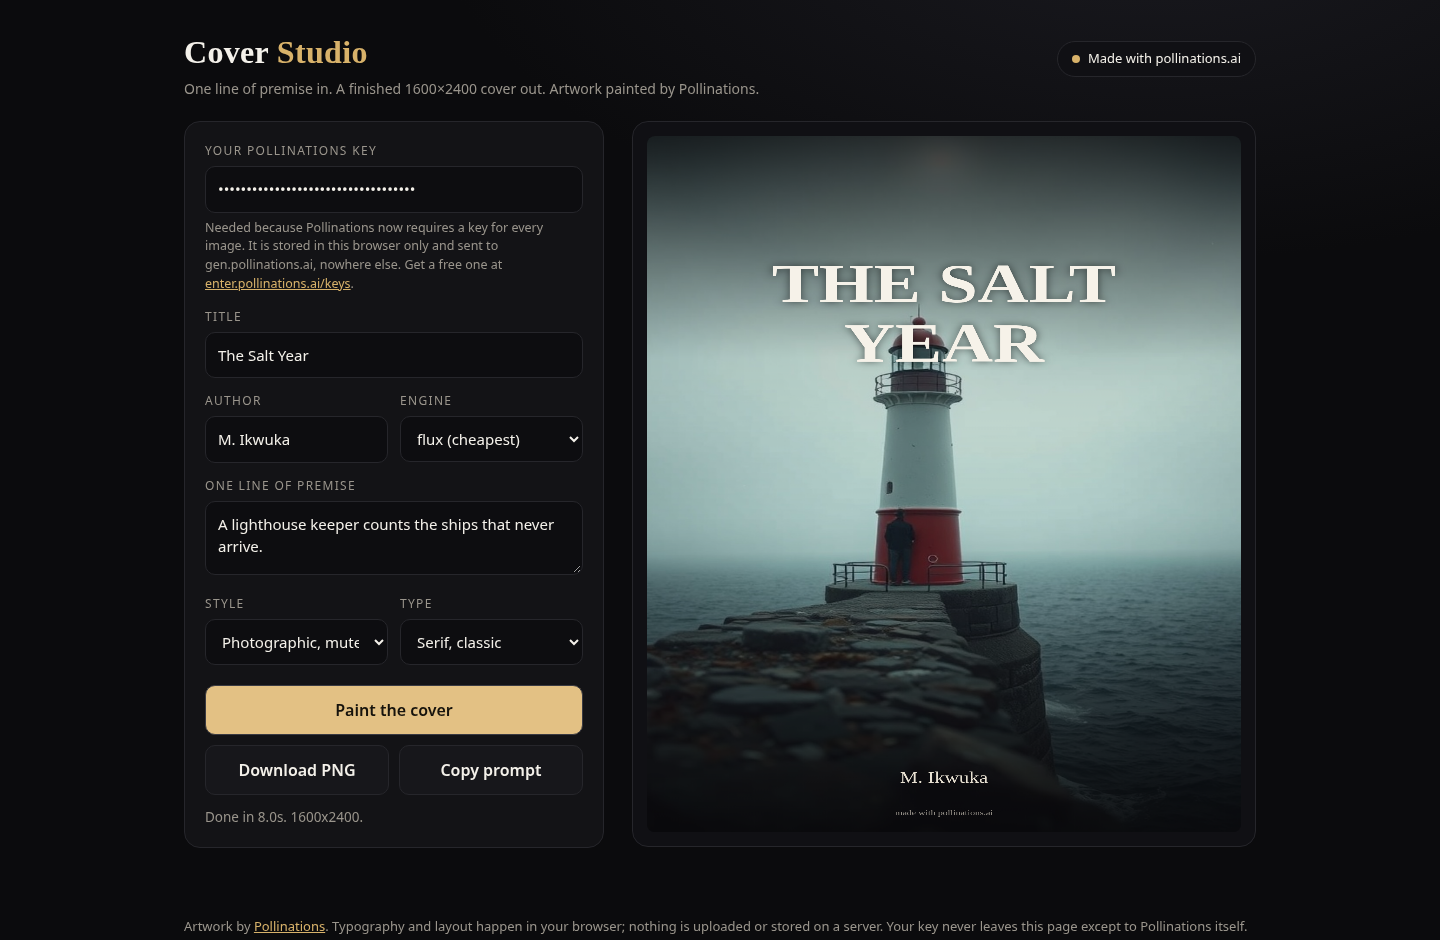 Cover Studio
Made with pollinations.ai
One line of premise in. A finished 1600×2400 cover out. Artwork painted by Pollinations.
YOUR POLLINATIONS KEY
••••••••••••••••••••••••••••••••••
Needed because Pollinations now requires a key for every
image. It is stored in this browser only and sent to
gen.pollinations.ai, nowhere else. Get a free one at
enter.pollinations.ai/keys.
TITLE
The Salt Year
AUTHOR
ENGINE
M. Ikwuka
flux (cheapest)
ONE LINE OF PREMISE
A lighthouse keeper counts the ships that never
arrive.
STYLE
TYPE
Photographic, mute
Serif, classic
Paint the cover
Download PNG
Copy prompt
Done in 8.0s. 1600x2400.
THE SALT
YEAR
M. Ikwuka
made with pollinations.ai
Artwork by Pollinations. Typography and layout happen in your browser; nothing is uploaded or stored on a server. Your key never leaves this page except to Pollinations itself.